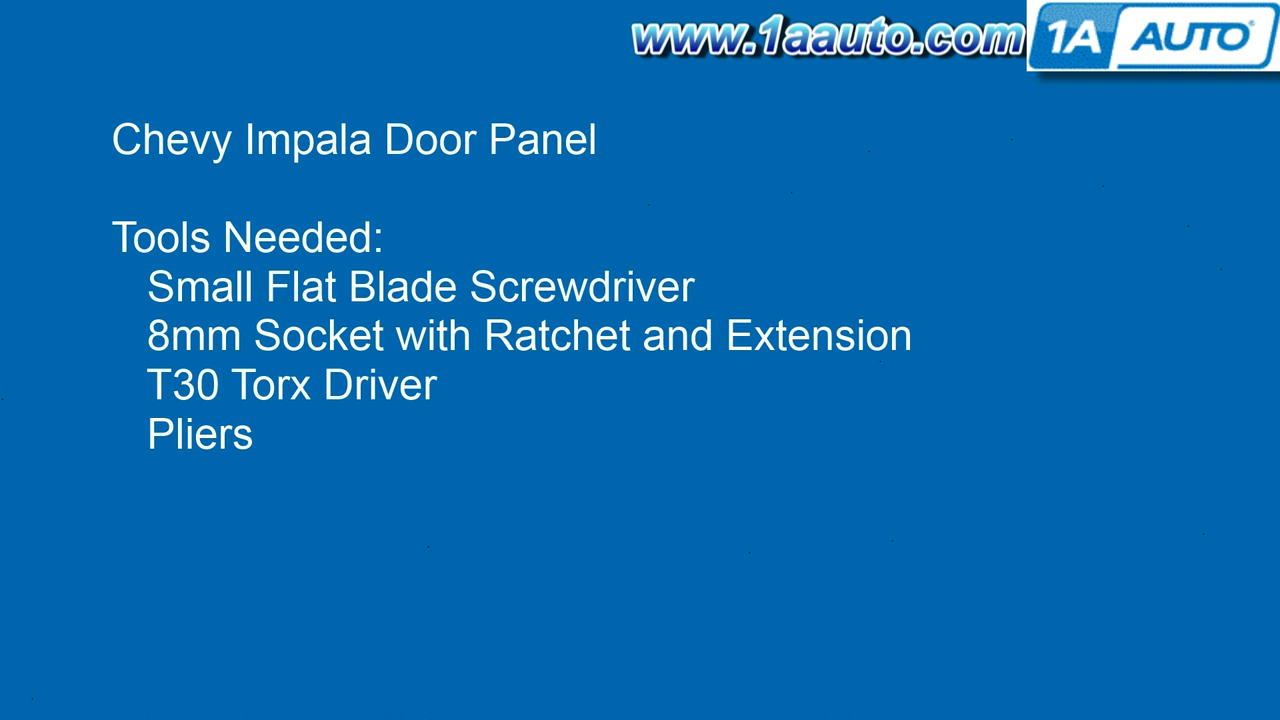 www.1aauto.com 1A AUTO
Chevy Impala Door Panel
Tools Needed:
Small Flat Blade Screwdriver
8mm Socket with Ratchet and Extension
T30 Torx Driver
Pliers